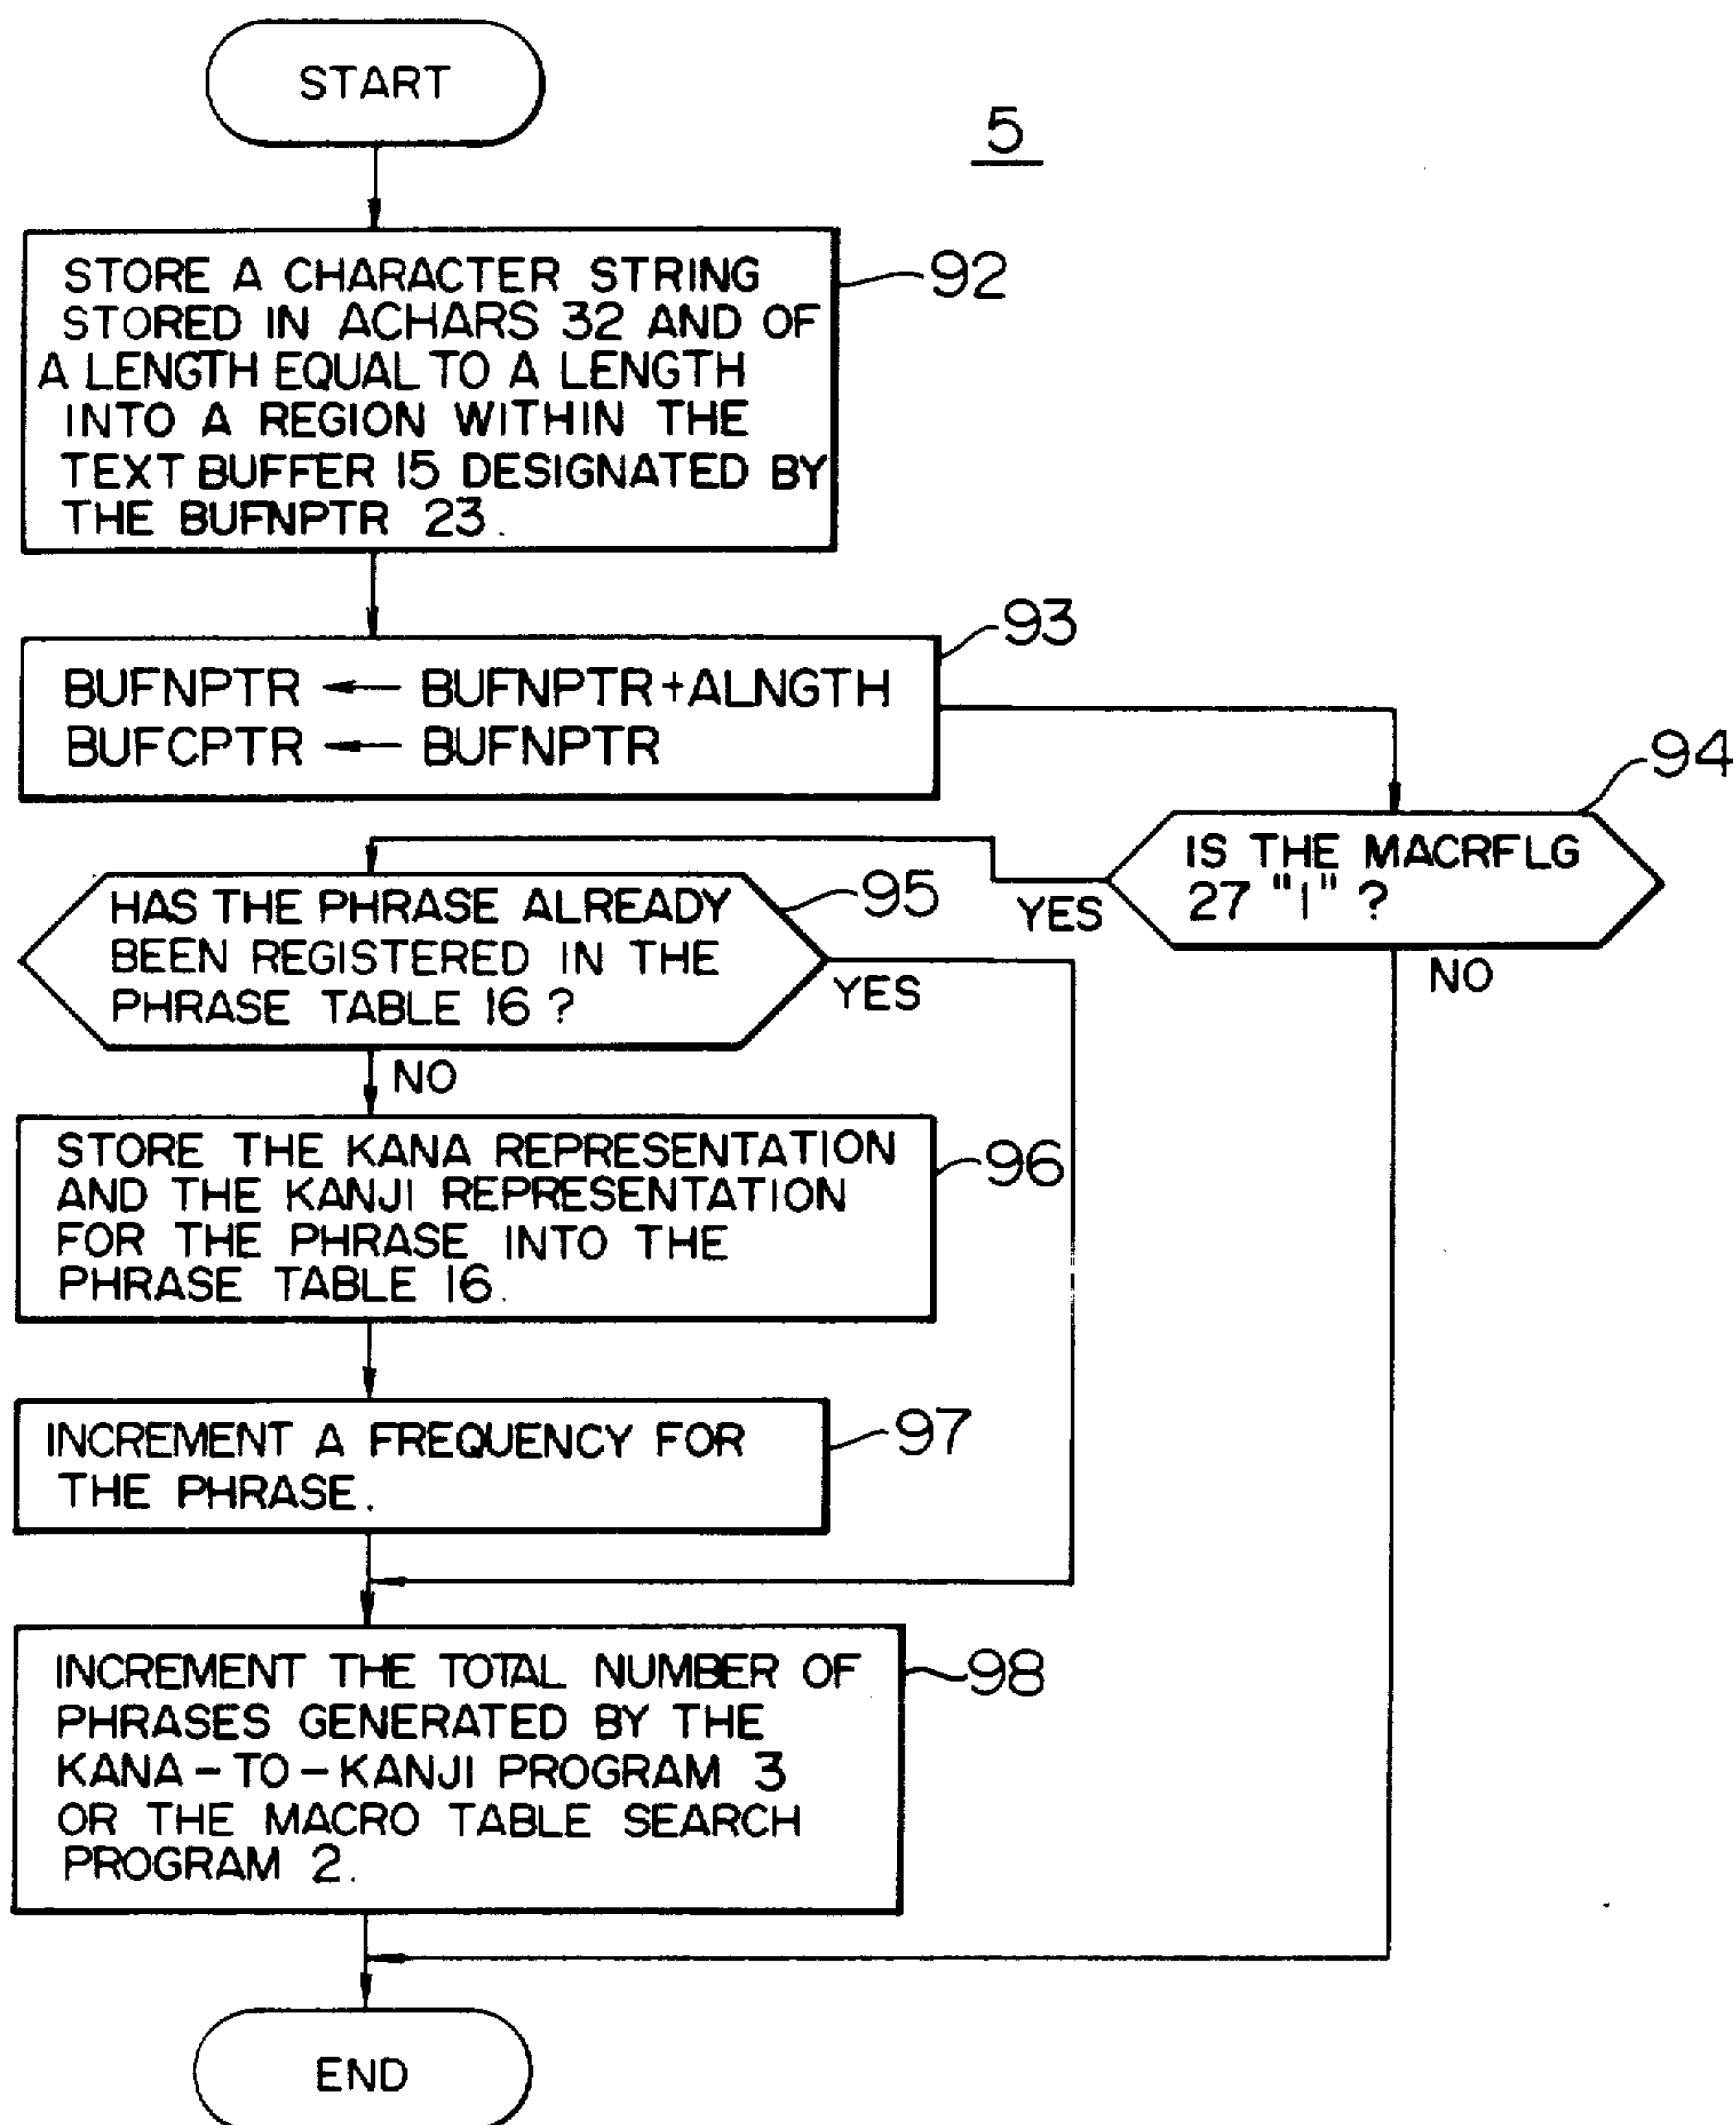 START
5
STORE A CHARACTER STRING
STORED IN ACHARS 32 AND OF
A LENGTH EQUAL TO A LENGTH
INTO A REGION WITHIN THE
TEXT BUFFER 15 DESIGNATED BY
THE BUFNPTR 23.
92
BUFNPTR ← BUFNPTR+ALNGTH
BUFCPTR ← BUFNPTR
93
IS THE MACRFLG
27 "1" ?
94
YES
NO
HAS THE PHRASE ALREADY
BEEN REGISTERED IN THE
PHRASE TABLE 16 ?
95
YES
NO
STORE THE KANA REPRESENTATION
AND THE KANJI REPRESENTATION
FOR THE PHRASE INTO THE
PHRASE TABLE 16.
96
INCREMENT A FREQUENCY FOR
THE PHRASE.
97
INCREMENT THE TOTAL NUMBER OF
PHRASES GENERATED BY THE
KANA-TO-KANJI PROGRAM 3
OR THE MACRO TABLE SEARCH
PROGRAM 2.
98
END